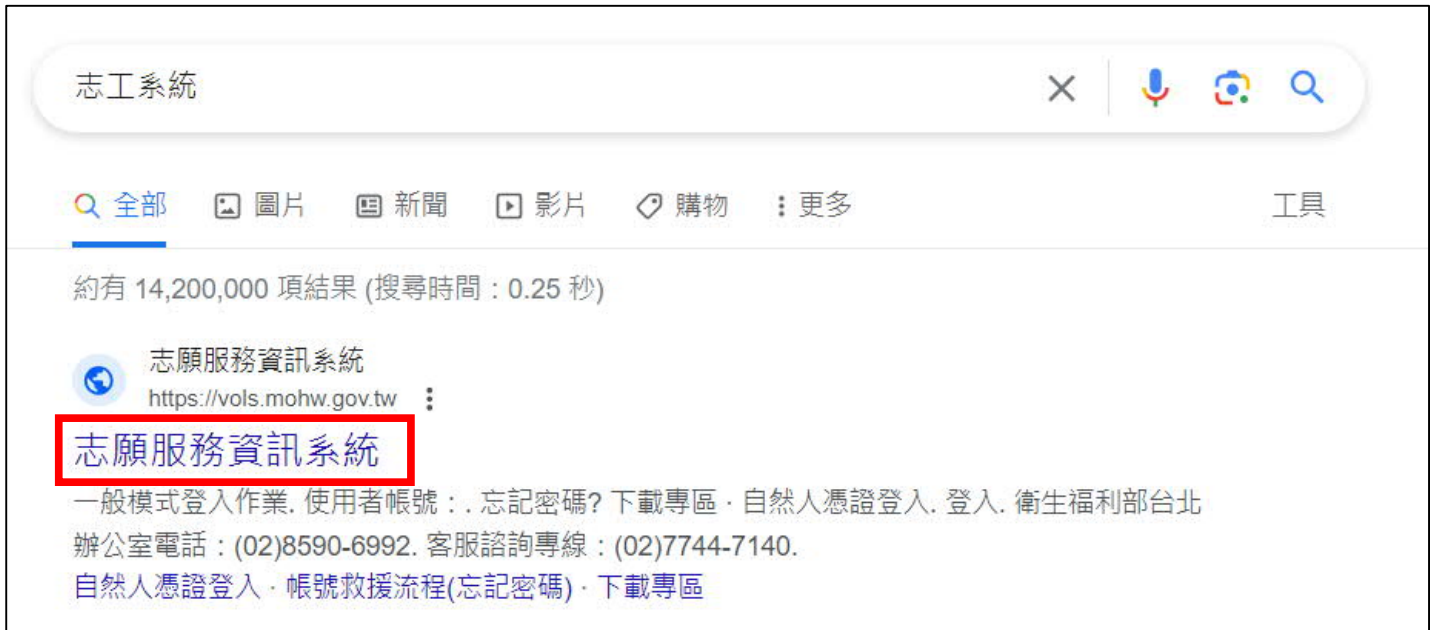 志工系統
全部 圖片 新聞 影片 購物 更多 工具
約有 14,200,000 項結果 (搜尋時間：0.25 秒)
志願服務資訊系統
https://vols.mohw.gov.tw
志願服務資訊系統
一般模式登入作業. 使用者帳號：. 忘記密碼? 下載專區 · 自然人憑證登入. 登入. 衛生福利部台北
辦公室電話：(02)8590-6992. 客服諮詢專線：(02)7744-7140.
自然人憑證登入 · 帳號救援流程(忘記密碼) · 下載專區